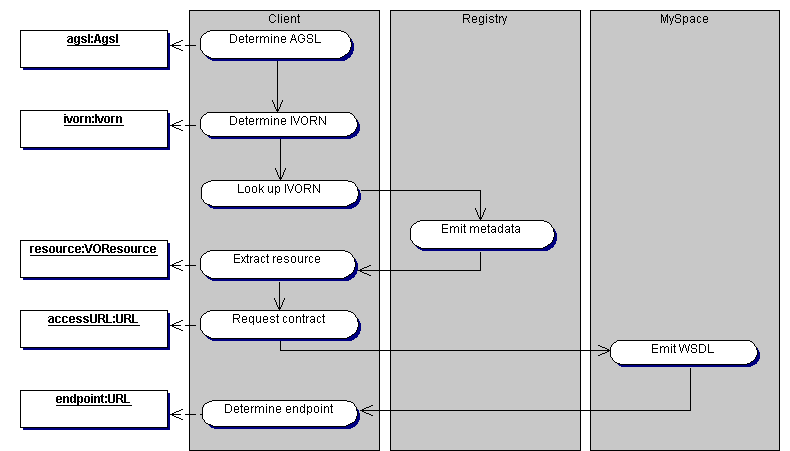 Client
Registry
MySpace
agsl:Agsl
Determine AGSL
ivorn:Ivorn
Determine IVORN
Look up IVORN
Emit metadata
resource:VOResource
Extract resource
accessURL:URL
Request contract
Emit WSDL
endpoint:URL
Determine endpoint